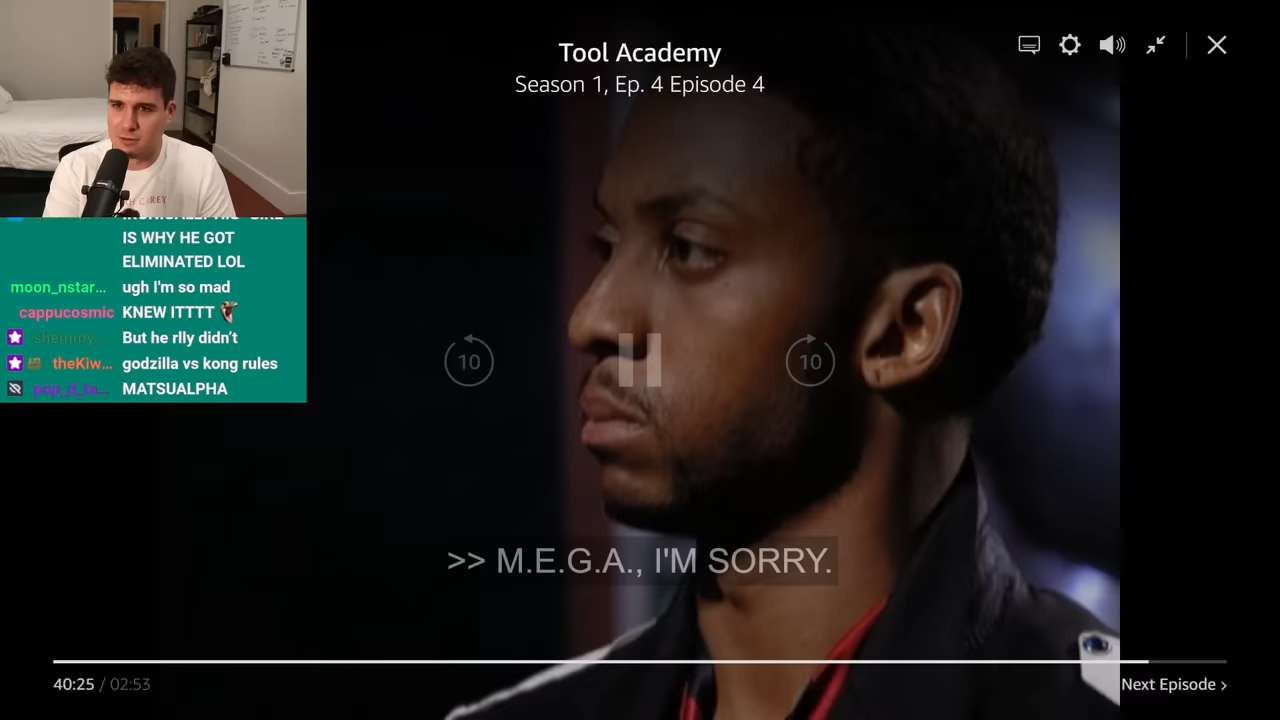 Tool Academy
Season 1, Ep. 4 Episode 4
IS WHY HE GOT
ELIMINATED LOL
moon_nstar... ugh I'm so mad
cappucosmic KNEW ITTTT
shemmy_ But he rlly didn't
theKiw... godzilla vs kong rules
MATSUALPHA
10
10
>> M.E.G.A., I'M SORRY.
40:25 / 02:53
Next Episode ›